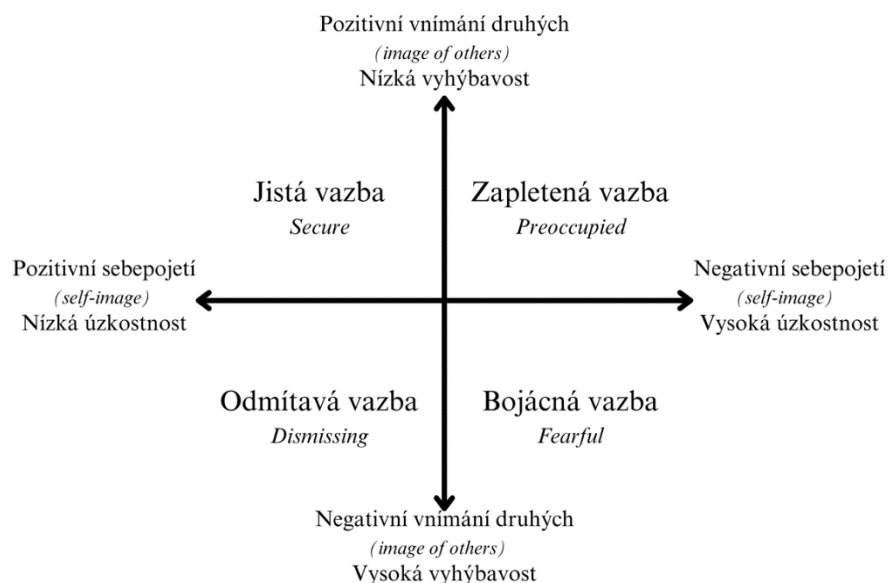 Pozitivní vnímání druhých
(image of others)
Nízká vyhýbavost
Jistá vazba
Secure
Zapletená vazba
Preoccupied
Pozitivní sebepojetí
(self-image)
Nízká úzkostnost
Negativní sebepojetí
(self-image)
Vysoká úzkostnost
Odmítavá vazba
Dismissing
Bojácná vazba
Fearful
Negativní vnímání druhých
(image of others)
Vysoká vyhýbavost